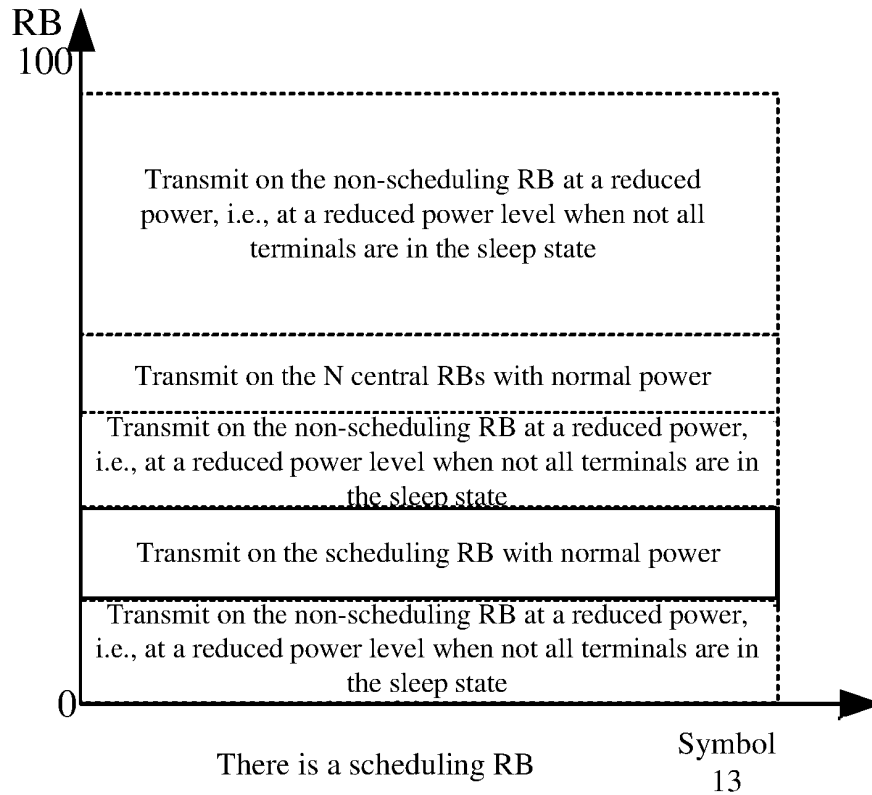 RB
100
Transmit on the non-scheduling RB at a reduced
power, i.e., at a reduced power level when not all
terminals are in the sleep state
Transmit on the N central RBs with normal power
Transmit on the non-scheduling RB at a reduced power,
i.e., at a reduced power level when not all terminals are in
the sleep state
Transmit on the scheduling RB with normal power
Transmit on the non-scheduling RB at a reduced power,
i.e., at a reduced power level when not all terminals are in
the sleep state
0
Symbol
13
There is a scheduling RB